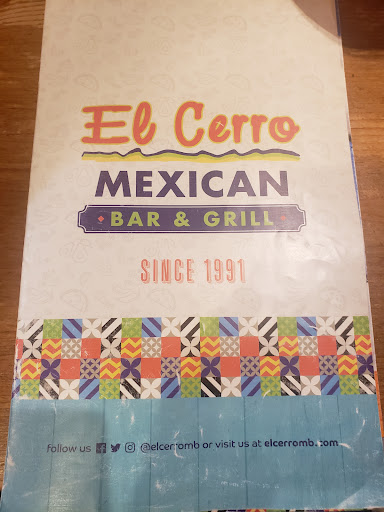 El Cerro
MEXICAN
BAR & GRILL
SINCE 1991
follow us @elcerromb or visit us at elcerromb.com